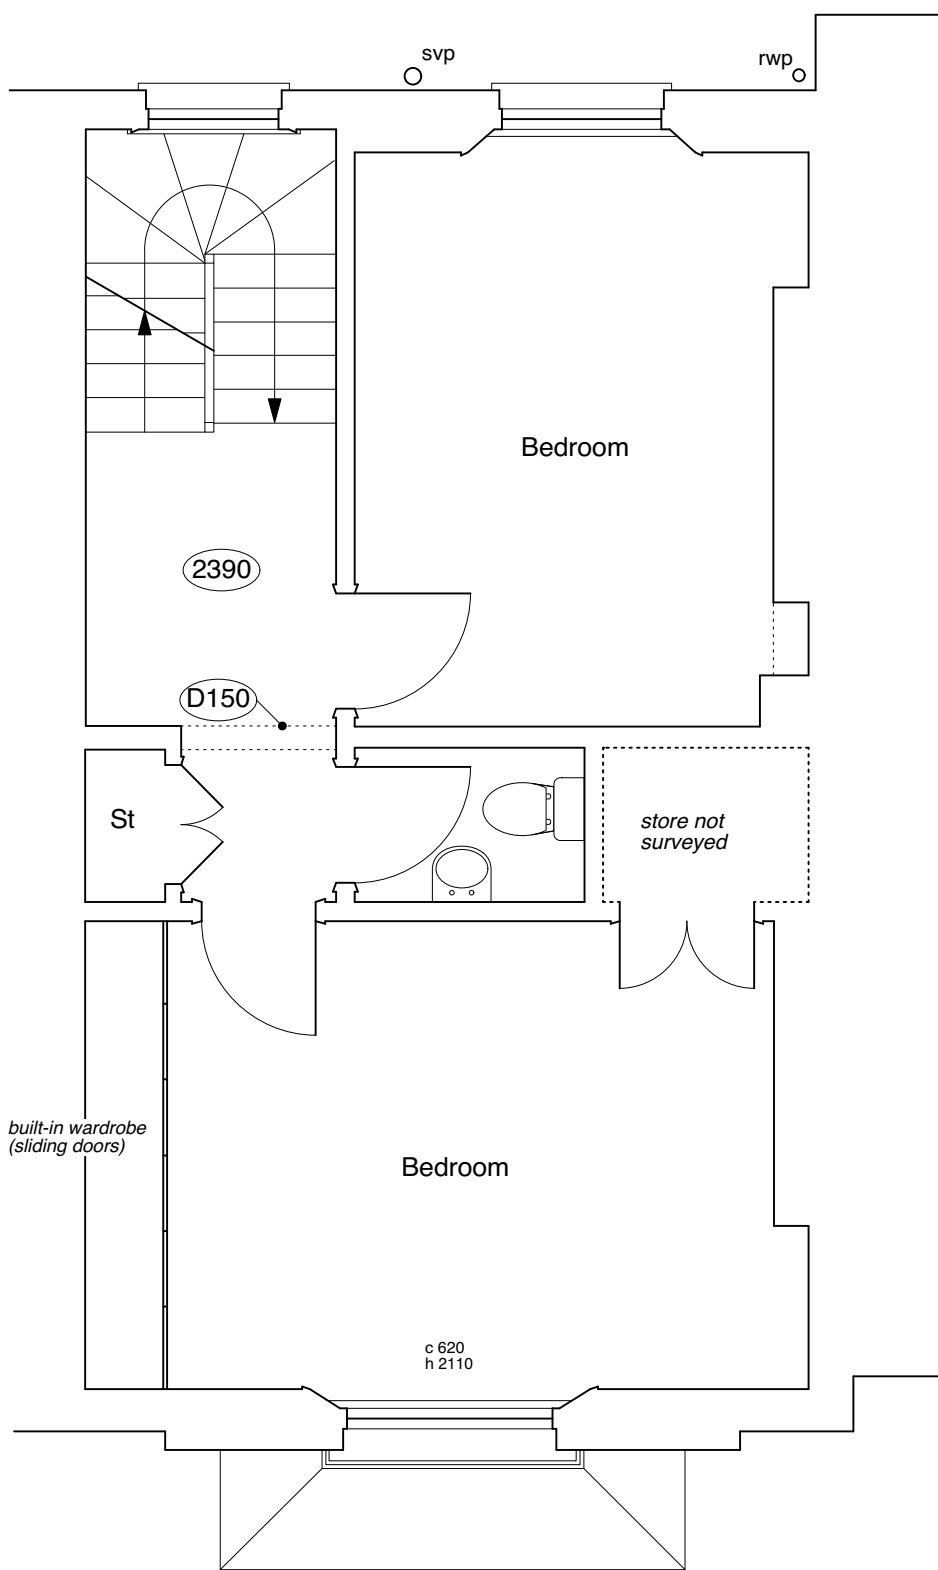 svp
rwp
Bedroom
2390
D150
St
store not
surveyed
built-in wardrobe
(sliding doors)
Bedroom
c 620
h 2110